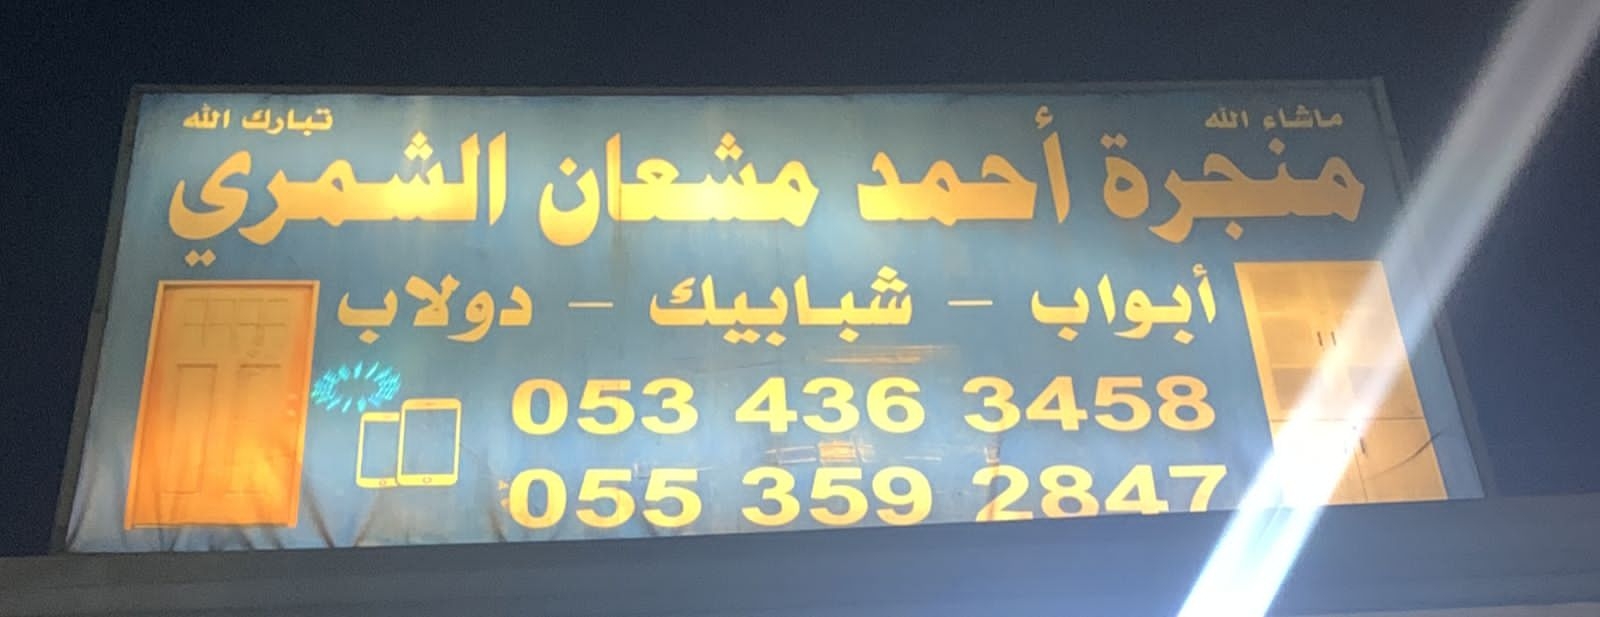 ماشاء الله تبارك الله
منجرة أحمد مشعان الشمري
أبواب - شبابيك - دولاب
053 436 3458
055 359 2847